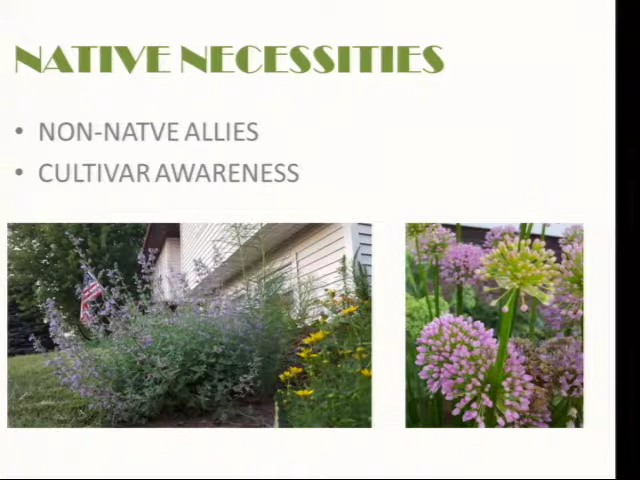 NATIVE NECESSITIES
• NON-NATVE ALLIES
• CULTIVAR AWARENESS